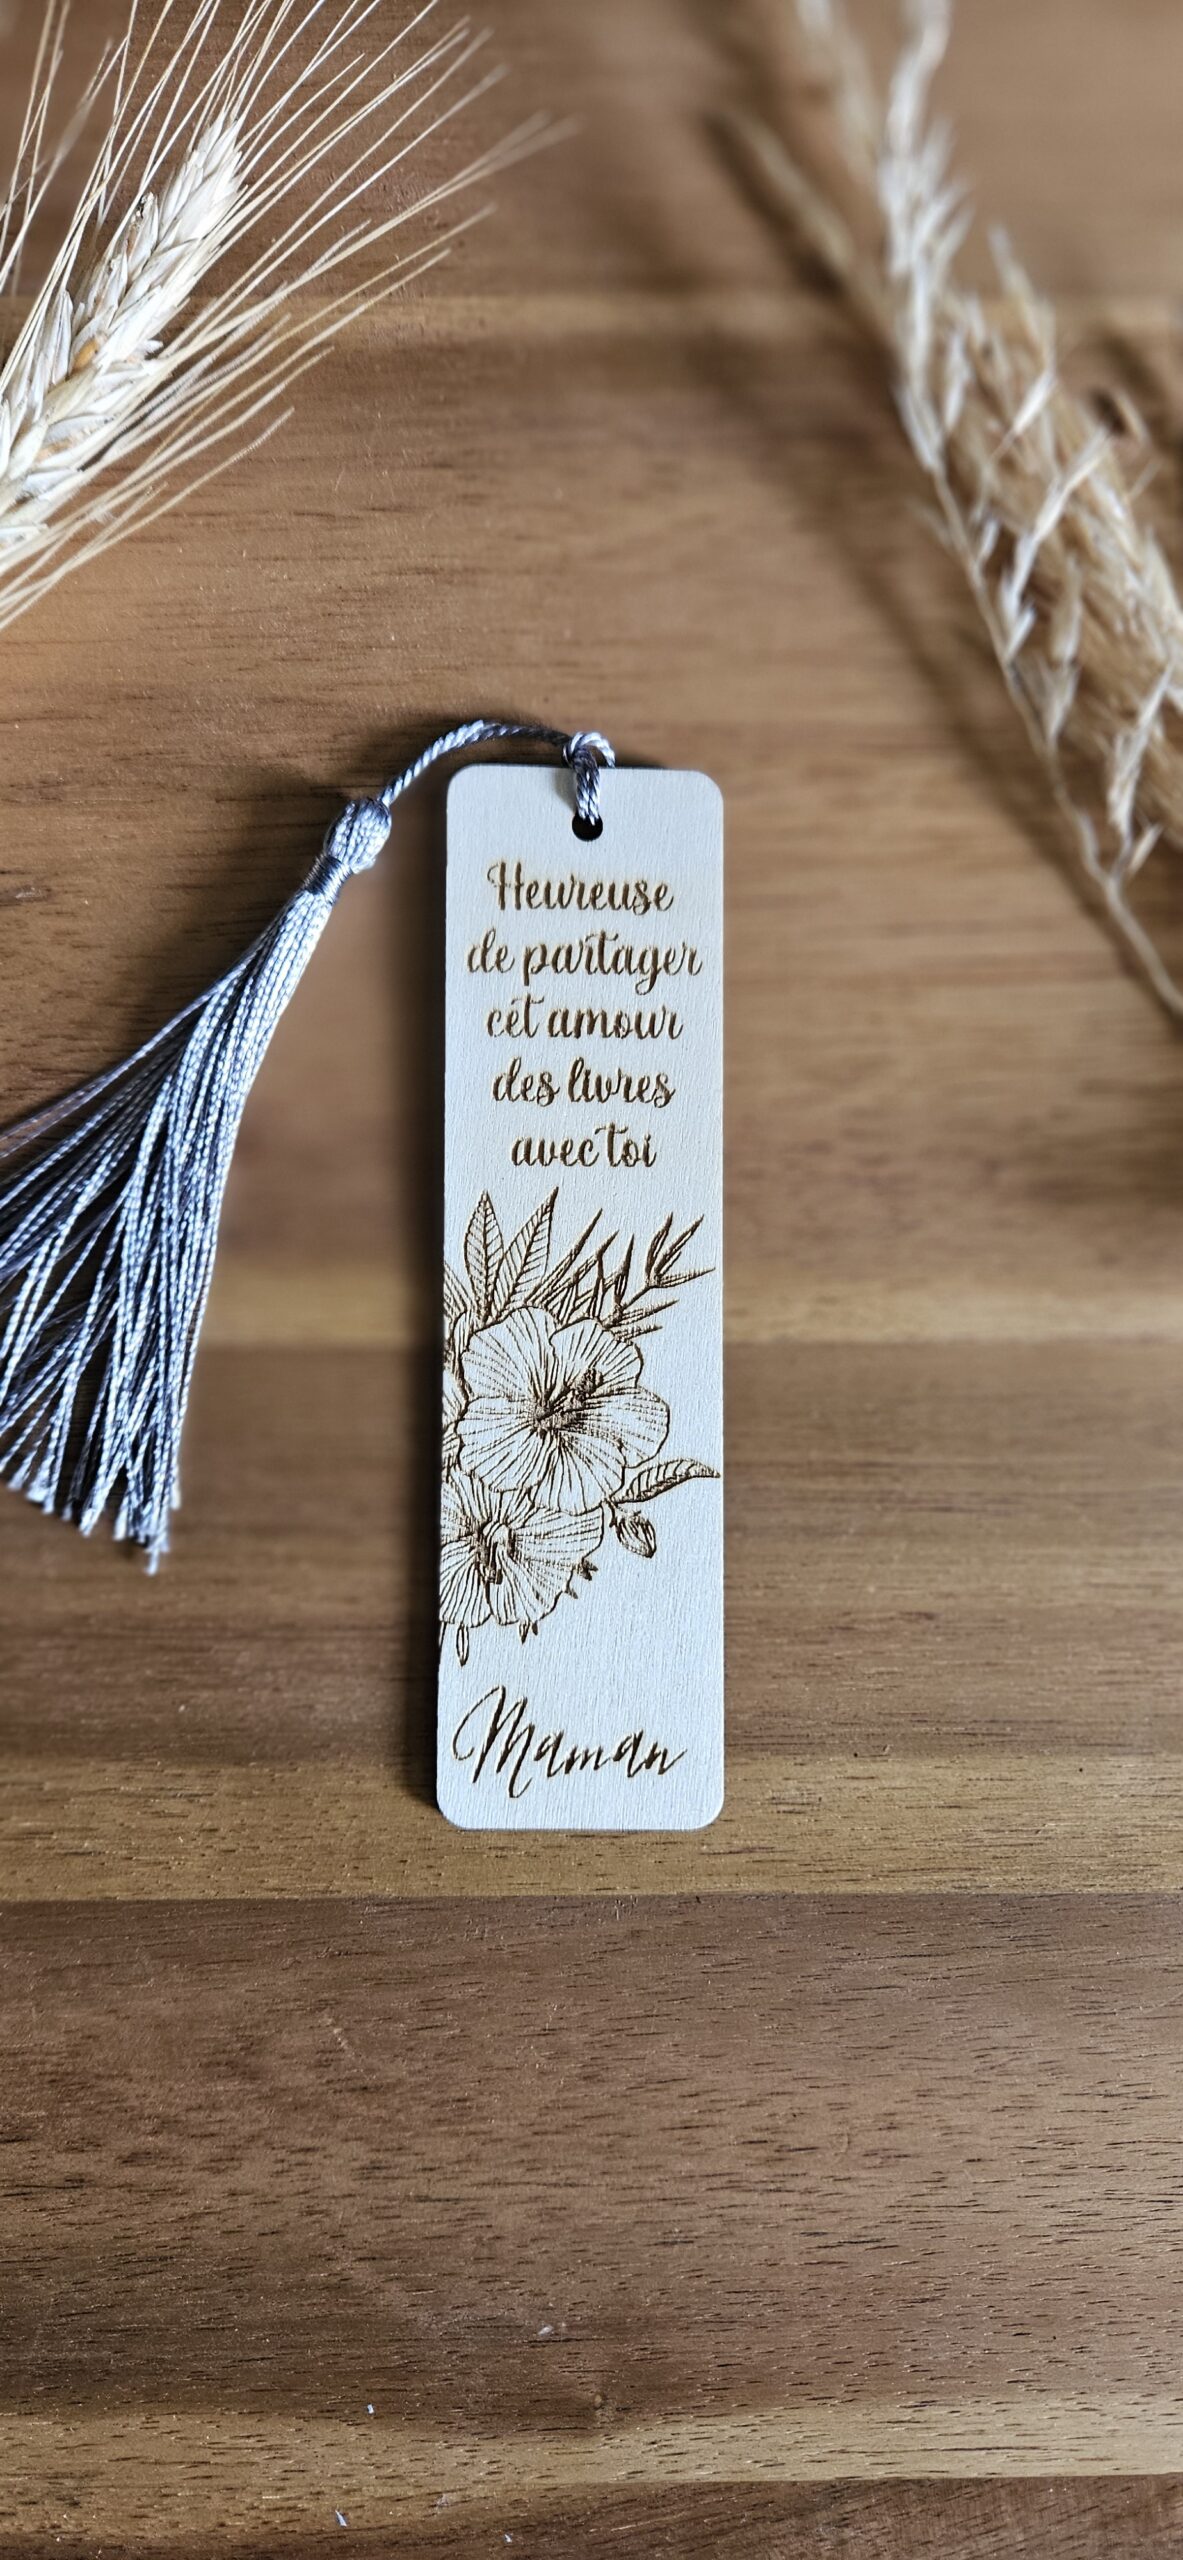 Heureuse
de partager
cet amour
des livres
avec toi
Maman